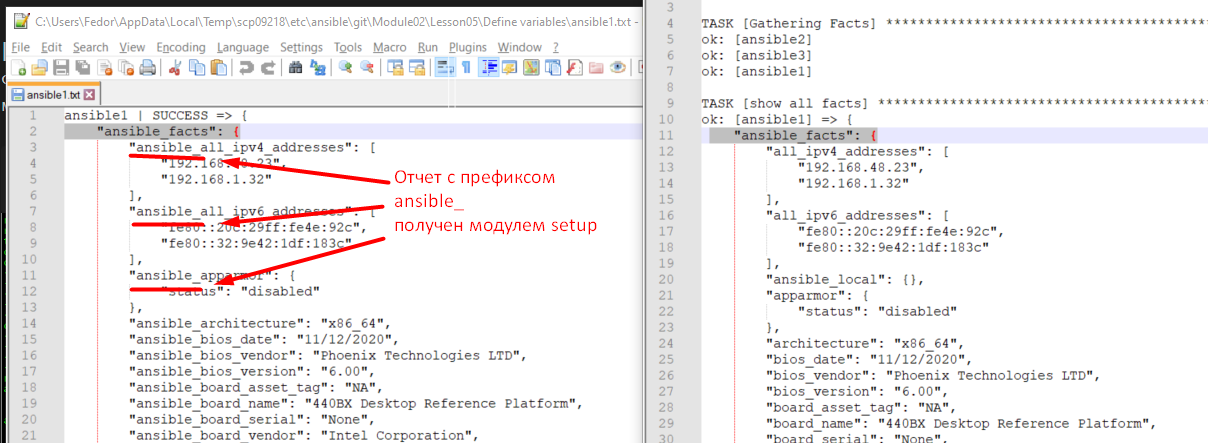 C:\Users\Fedor\AppData\Local\Temp\scp09218\etc\ansible\git\Module02\Lesson05\Define variables\ansible1.txt -
File Edit Search View Encoding Language Settings Tools Macro Run Plugins Window ?
ansible1.txt
1 ansible1 | SUCCESS => {
2 "ansible_facts": {
3 "ansible_all_ipv4_addresses": [
4 "192.168.48.23",
5 "192.168.1.32"
6 ],
7 "ansible_all_ipv6_addresses": [
8 "fe80::20c:29ff:fe4e:92c",
9 "fe80::32:9e42:1df:183c"
10 ],
11 "ansible_apparmor": {
12 "status": "disabled"
13 },
14 "ansible_architecture": "x86_64",
15 "ansible_bios_date": "11/12/2020",
16 "ansible_bios_vendor": "Phoenix Technologies LTD",
17 "ansible_bios_version": "6.00",
18 "ansible_board_asset_tag": "NA",
19 "ansible_board_name": "440BX Desktop Reference Platform",
20 "ansible_board_serial": "None",
21 "ansible_board_vendor": "Intel Corporation",
Отчет с префиксом
ansible_
получен модулем setup
3
4 TASK [Gathering Facts] *****************************************
5 ok: [ansible2]
6 ok: [ansible3]
7 ok: [ansible1]
8
9 TASK [show all facts] ******************************************
10 ok: [ansible1] => {
11 "ansible_facts": {
12 "all_ipv4_addresses": [
13 "192.168.48.23",
14 "192.168.1.32"
15 ],
16 "all_ipv6_addresses": [
17 "fe80::20c:29ff:fe4e:92c",
18 "fe80::32:9e42:1df:183c"
19 ],
20 "ansible_local": {},
21 "apparmor": {
22 "status": "disabled"
23 },
24 "architecture": "x86_64",
25 "bios_date": "11/12/2020",
26 "bios_vendor": "Phoenix Technologies LTD",
27 "bios_version": "6.00",
28 "board_asset_tag": "NA",
29 "board_name": "440BX Desktop Reference Platform",
30 "board_serial": "None",